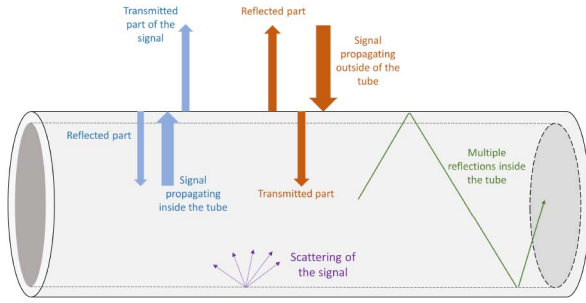 Transmitted
part of the
signal
Reflected part
Signal
propagating
outside of the
tube
Reflected part
Signal
propagating
inside the tube
Transmitted part
Multiple
reflections inside
the tube
Scattering of
the signal